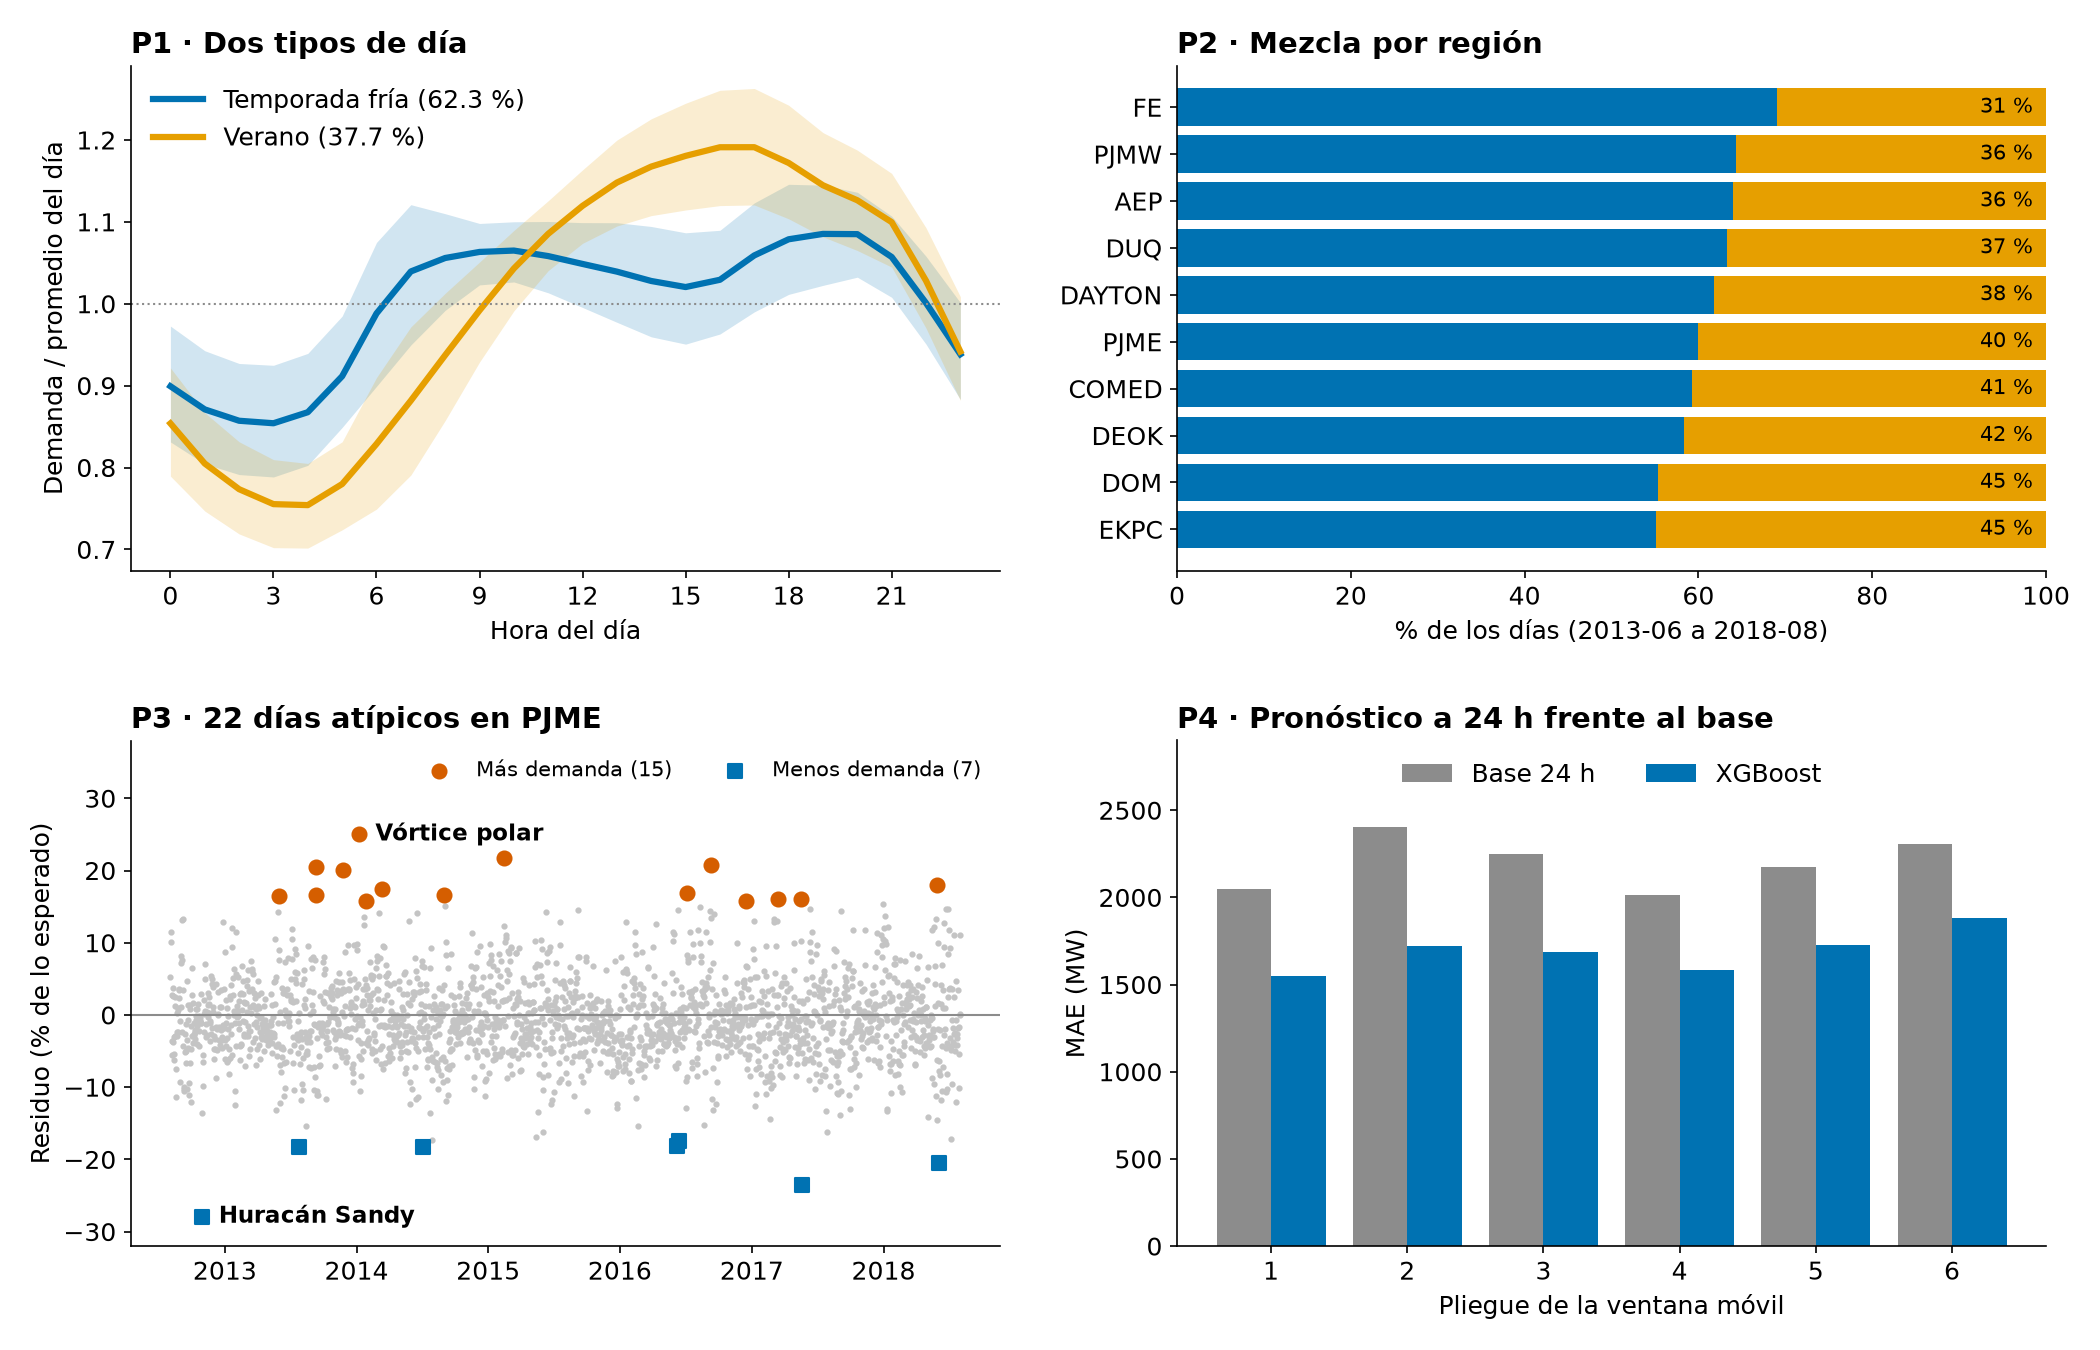 P1 · Dos tipos de día
Temporada fría (62.3 %)
Verano (37.7 %)
Demanda / promedio del día
1.2
1.1
1.0
0.9
0.8
0.7
0 3 6 9 12 15 18 21
Hora del día
P2 · Mezcla por región
FE 31 %
PJMW 36 %
AEP 36 %
DUQ 37 %
DAYTON 38 %
PJME 40 %
COMED 41 %
DEOK 42 %
DOM 45 %
EKPC 45 %
0 20 40 60 80 100
% de los días (2013-06 a 2018-08)
P3 · 22 días atípicos en PJME
Más demanda (15) Menos demanda (7)
Residuo (% de lo esperado)
30
20
10
0
−10
−20
−30
Vórtice polar
Huracán Sandy
2013 2014 2015 2016 2017 2018
P4 · Pronóstico a 24 h frente al base
Base 24 h XGBoost
MAE (MW)
2500
2000
1500
1000
500
0
1 2 3 4 5 6
Pliegue de la ventana móvil